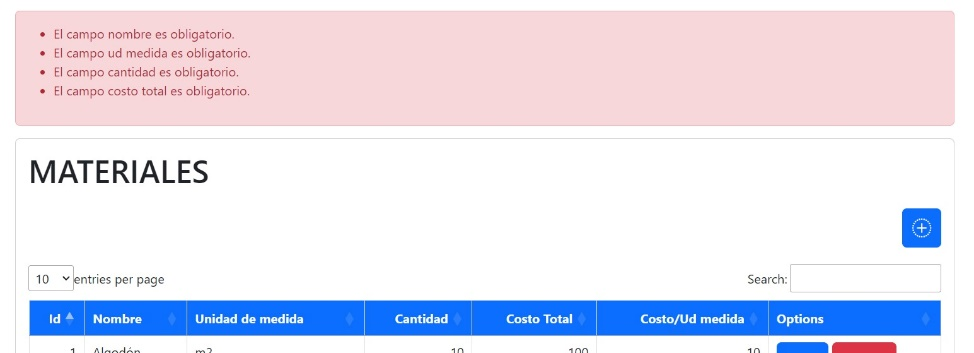 El campo nombre es obligatorio.
El campo ud medida es obligatorio.
El campo cantidad es obligatorio.
El campo costo total es obligatorio.
MATERIALES
10 entries per page Search:
Id Nombre Unidad de medida Cantidad Costo Total Costo/Ud medida Options
1 Algodón m2 10 100 10